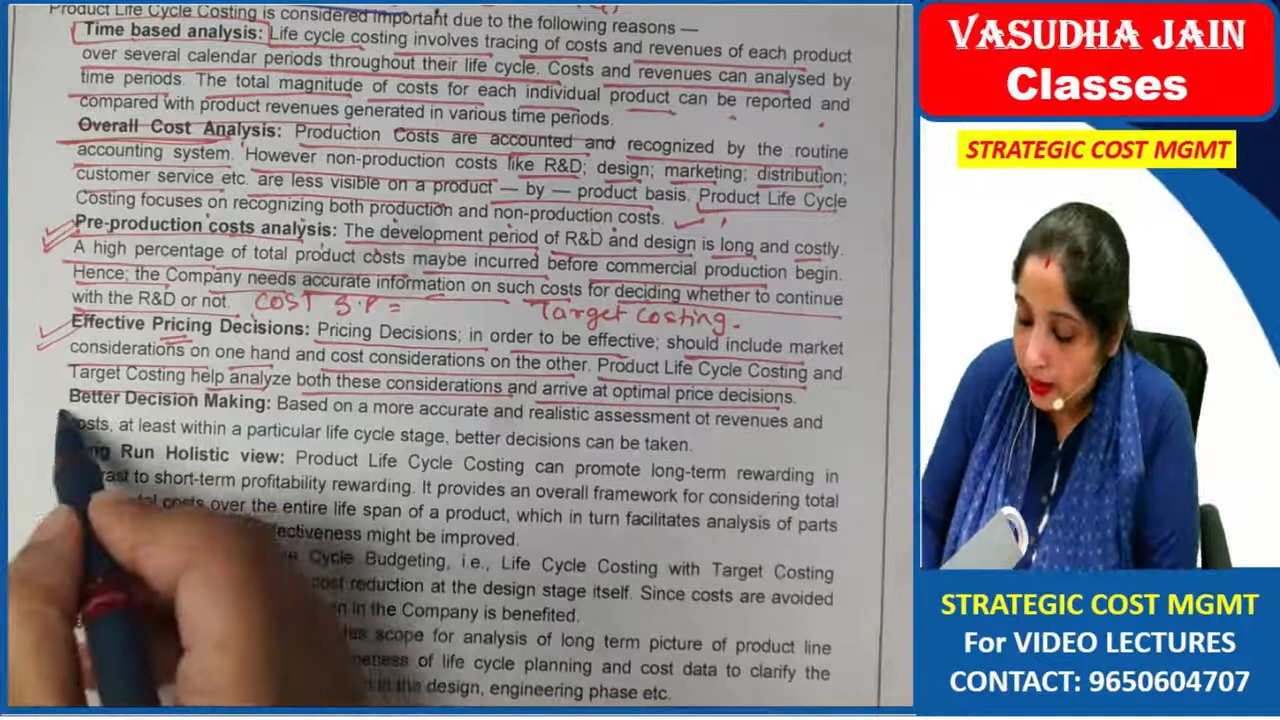 Product Life Cycle Costing is considered important due to the following reasons —
Time based analysis: Life cycle costing involves tracing of costs and revenues of each product
over several calendar periods throughout their life cycle. Costs and revenues can analysed by
time periods. The total magnitude of costs for each individual product can be reported and
compared with product revenues generated in various time periods.
Overall Cost Analysis: Production Costs are accounted and recognized by the routine
accounting system. However non-production costs like R&D; design; marketing; distribution;
customer service etc. are less visible on a product — by — product basis. Product Life Cycle
Costing focuses on recognizing both production and non-production costs.
Pre-production costs analysis: The development period of R&D and design is long and costly.
A high percentage of total product costs maybe incurred before commercial production begin.
Hence; the Company needs accurate information on such costs for deciding whether to continue
with the R&D or not. COST S.P = Target costing.
Effective Pricing Decisions: Pricing Decisions; in order to be effective; should include market
considerations on one hand and cost considerations on the other. Product Life Cycle Costing and
Target Costing help analyze both these considerations and arrive at optimal price decisions.
Better Decision Making: Based on a more accurate and realistic assessment of revenues and
costs, at least within a particular life cycle stage, better decisions can be taken.
Run Holistic view: Product Life Cycle Costing can promote long-term rewarding in
to short-term profitability rewarding. It provides an overall framework for considering total
costs over the entire life span of a product, which in turn facilitates analysis of parts
might be improved.
Cycle Budgeting, i.e., Life Cycle Costing with Target Costing
cost reduction at the design stage itself. Since costs are avoided
in the Company is benefited.
scope for analysis of long term picture of product line
of life cycle planning and cost data to clarify the
in the design, engineering phase etc.
VASUDHA JAIN
Classes
STRATEGIC COST MGMT
STRATEGIC COST MGMT
For VIDEO LECTURES
CONTACT: 9650604707